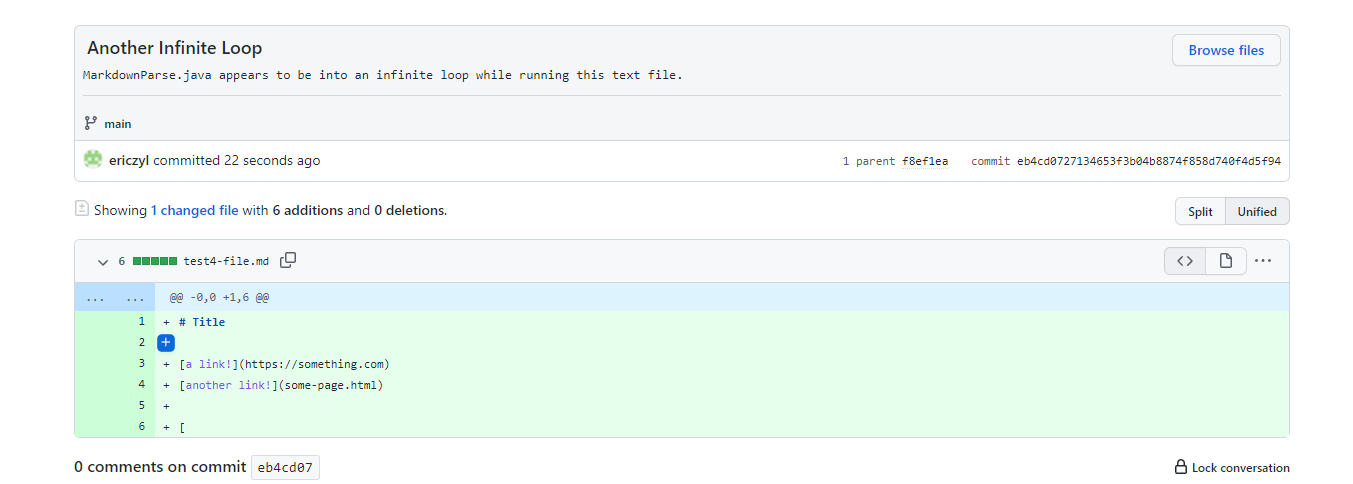 Another Infinite Loop
Browse files
MarkdownParse.java appears to be into an infinite loop while running this text file.
main
ericzyl committed 22 seconds ago
1 parent f8ef1ea commit eb4cd0727134653f3b04b8874f858d740f4d5f94
Showing 1 changed file with 6 additions and 0 deletions.
Split Unified
6 test4-file.md
... ... @@ -0,0 +1,6 @@
1 + # Title
2 +
3 + [a link!](https://something.com)
4 + [another link!](some-page.html)
5 +
6 + [
0 comments on commit eb4cd07
Lock conversation